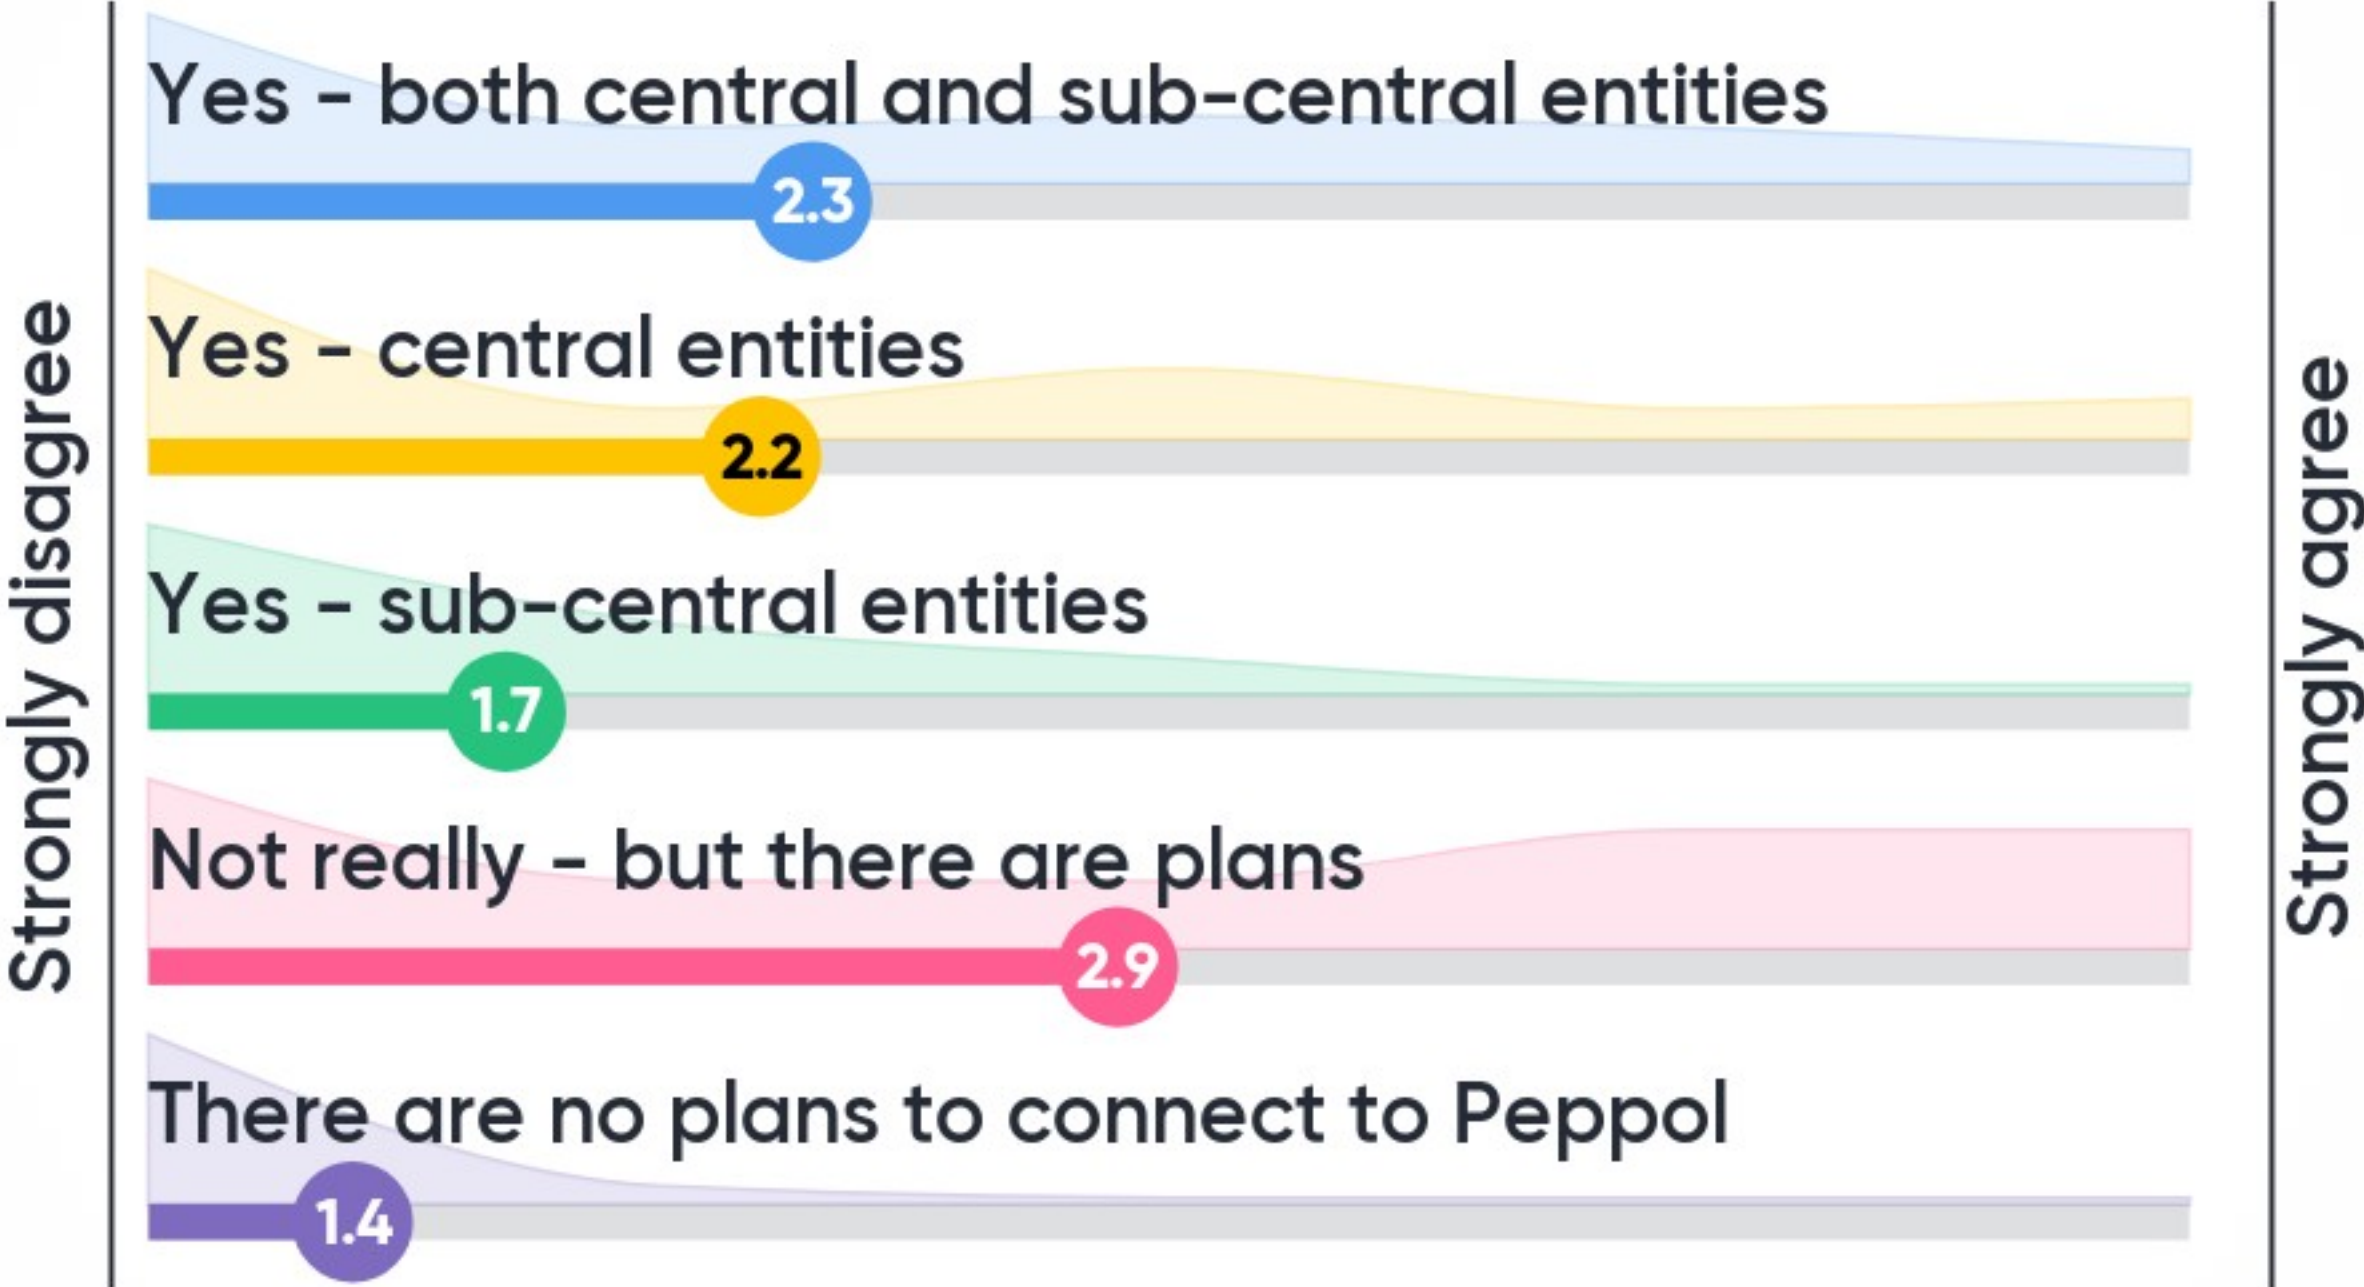 Strongly disagree
Yes - both central and sub-central entities
2.3
Yes - central entities
2.2
Yes - sub-central entities
1.7
Not really - but there are plans
2.9
There are no plans to connect to Peppol
1.4
Strongly agree